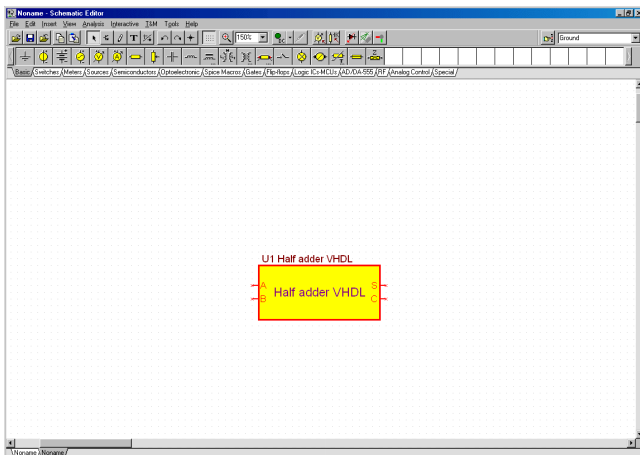 Noname - Schematic Editor
File Edit Insert View Analysis Interactive T&M Tools Help
150% Ground
Basic Switches Meters Sources Semiconductors Optoelectronic Spice Macros Gates Flip-flops Logic ICs-MCUs AD/DA-555 RF Analog Control Special
U1 Half adder VHDL
A Half adder VHDL S
B C
Noname Noname